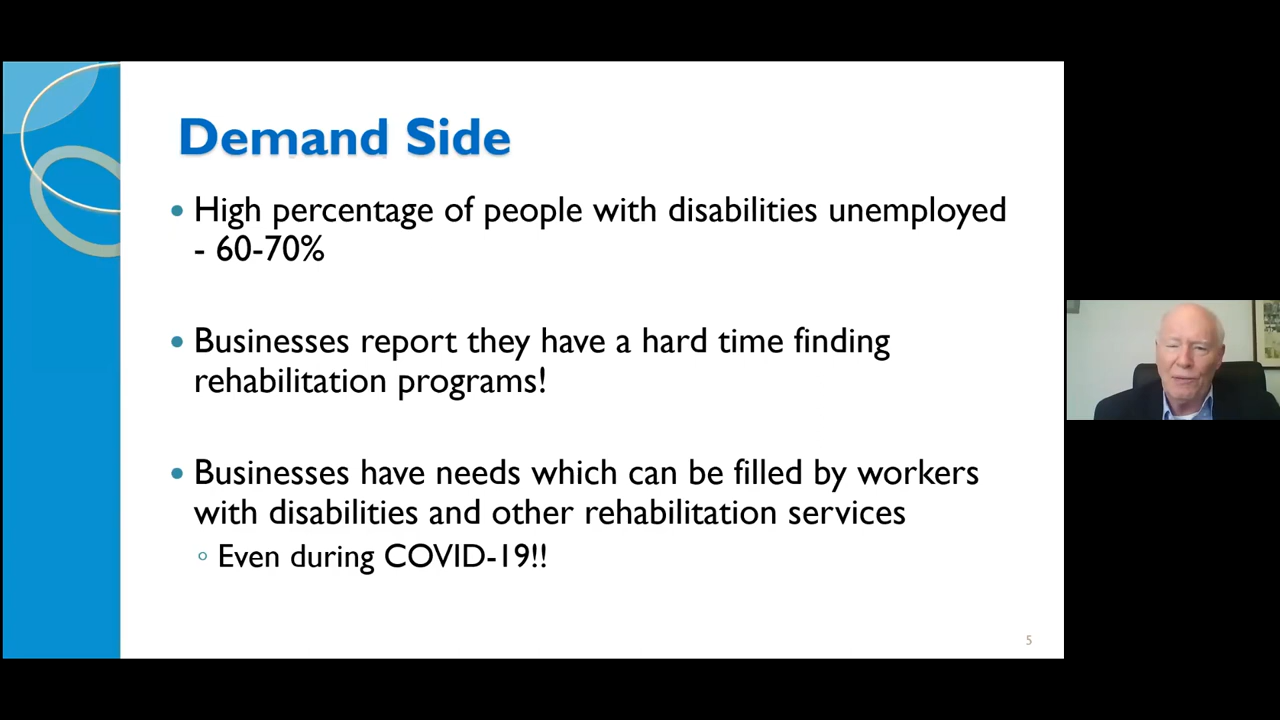 Demand Side
• High percentage of people with disabilities unemployed
- 60-70%
• Businesses report they have a hard time finding
rehabilitation programs!
• Businesses have needs which can be filled by workers
with disabilities and other rehabilitation services
◦ Even during COVID-19!!
5